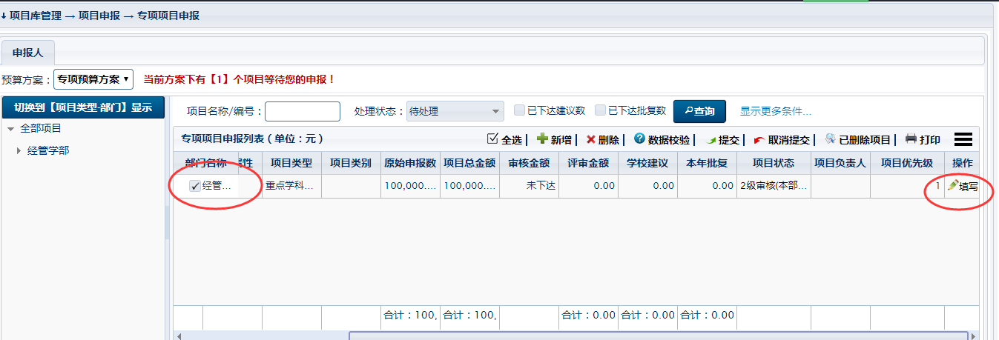 项目库管理 → 项目申报 → 专项项目申报
申报人
预算方案： 专项预算方案 当前方案下有【1】个项目等待您的申报！
切换到【项目类型-部门】显示
全部项目
经管学部
项目名称/编号： 处理状态： 待处理 已下达建议数 已下达批复数 查询 显示更多条件...
专项项目申报列表（单位：元） 全选 | 新增 | 删除 | 数据校验 | 提交 | 取消提交 | 已删除项目 | 打印
部门名称 属性 项目类型 项目类别 原始申报数 项目总金额 审核金额 评审金额 学校建议 本年批复 项目状态 项目负责人 项目优先级 操作
经管... 重点学科... 100,000.... 100,000.... 未下达 0.00 0.00 0.00 2级审核(本部... 1 填写
合计：100, 合计：100, 合计：0.00 合计：0.00 合计：0.00